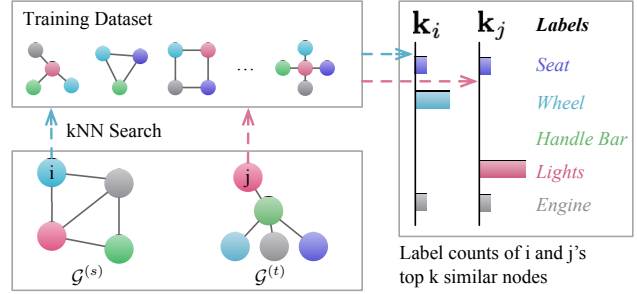 Training Dataset
...
kNN Search
i
j
𝒢(s)
𝒢(t)
k_i k_j Labels
Seat
Wheel
Handle Bar
Lights
Engine
Label counts of i and j's
top k similar nodes